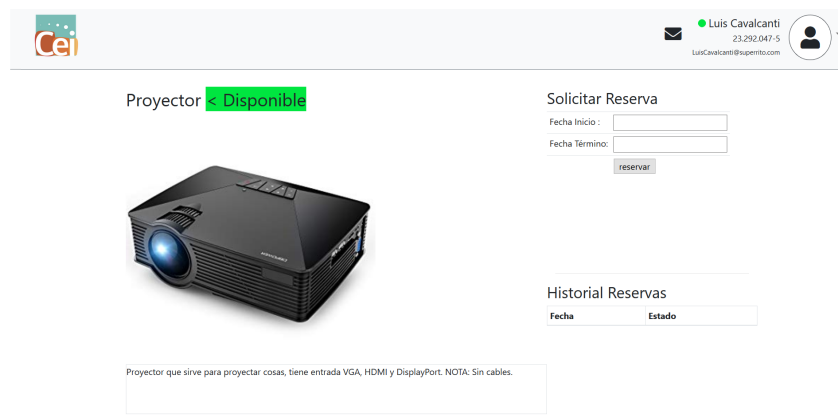 Cei
Luis Cavalcanti
23.292.047-5
LuisCavalcanti@superrito.com
Proyector < Disponible
Solicitar Reserva
Fecha Inicio :
Fecha Término:
reservar
Historial Reservas
Fecha Estado
Proyector que sirve para proyectar cosas, tiene entrada VGA, HDMI y DisplayPort. NOTA: Sin cables.